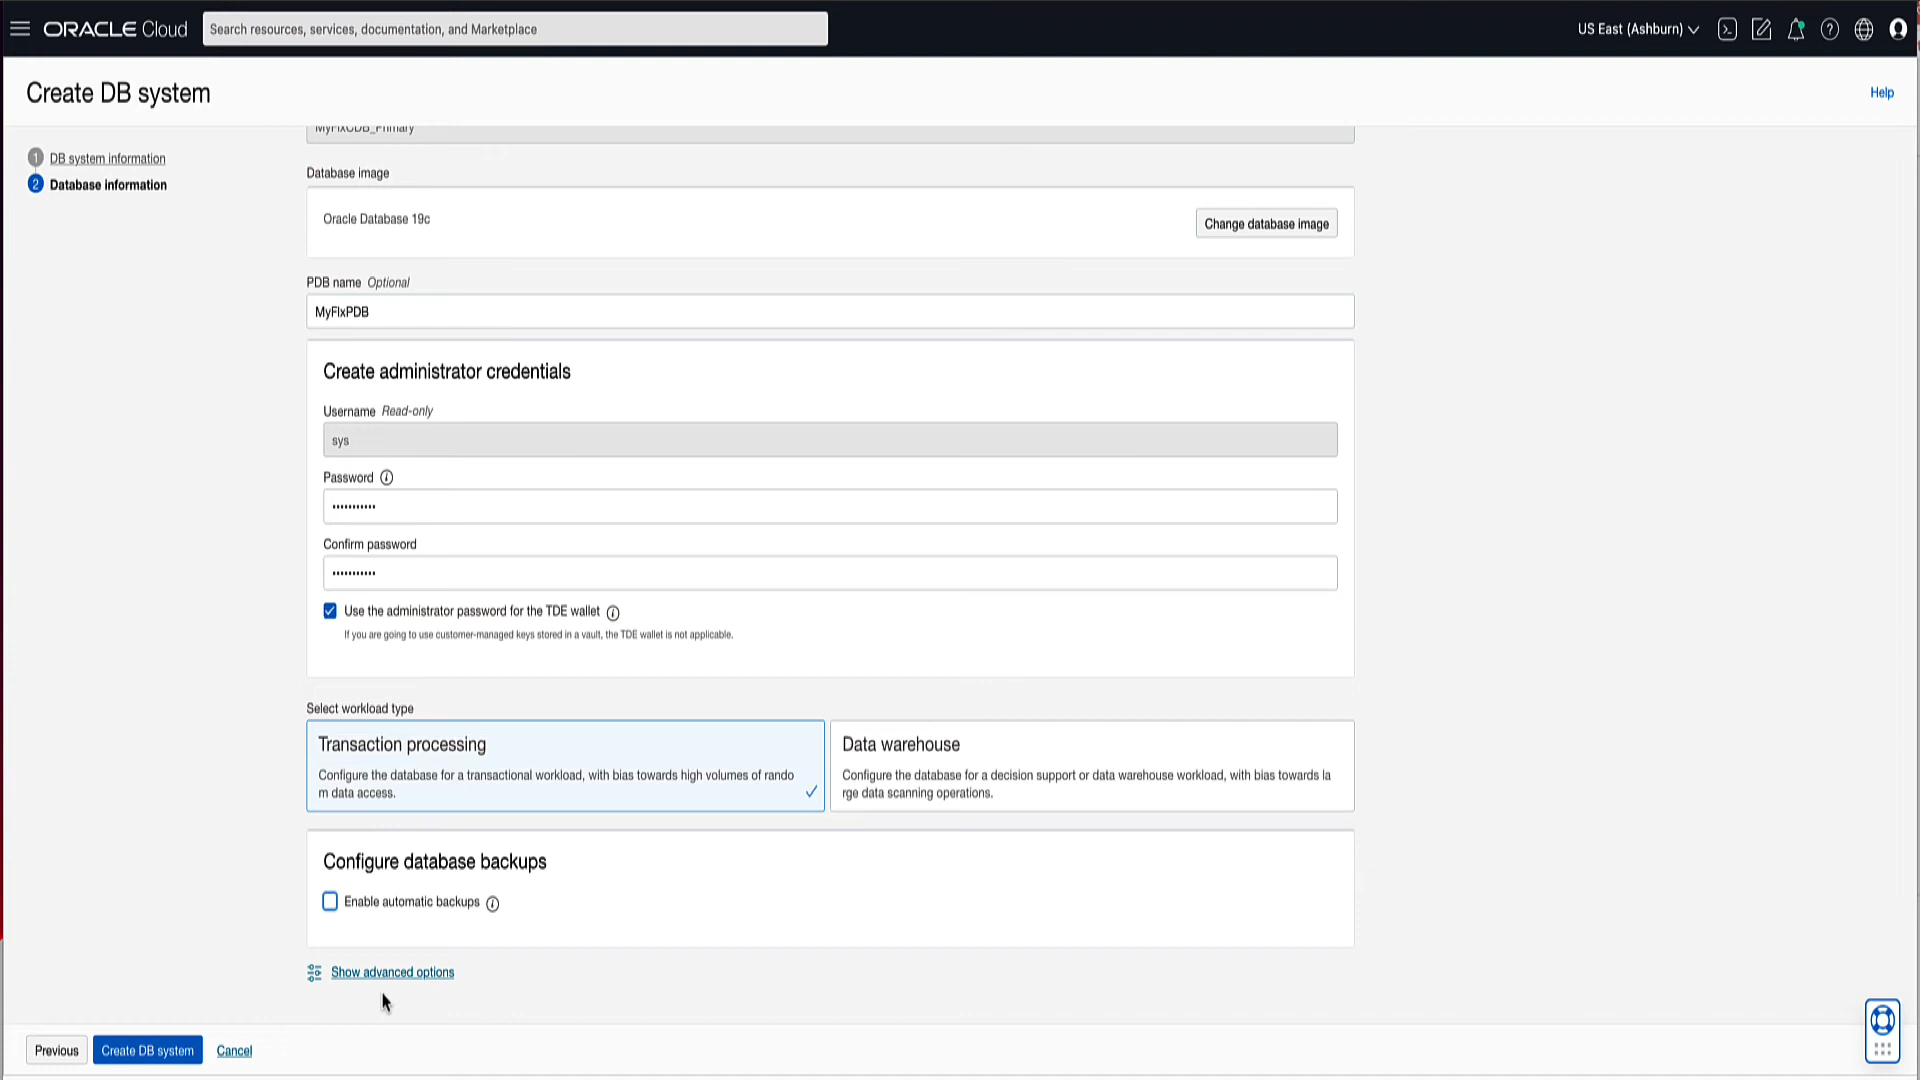 ORACLE Cloud
Search resources, services, documentation, and Marketplace
US East (Ashburn)
Create DB system
Help
1 DB system information
2 Database information
MyFlxCDB_Primary
Database image
Oracle Database 19c
Change database image
PDB name Optional
MyFlxPDB
Create administrator credentials
Username Read-only
sys
Password
•••••••••••
Confirm password
•••••••••••
Use the administrator password for the TDE wallet
If you are going to use customer-managed keys stored in a vault, the TDE wallet is not applicable.
Select workload type
Transaction processing
Configure the database for a transactional workload, with bias towards high volumes of rando
m data access.
Data warehouse
Configure the database for a decision support or data warehouse workload, with bias towards la
rge data scanning operations.
Configure database backups
Enable automatic backups
Show advanced options
Previous
Create DB system
Cancel